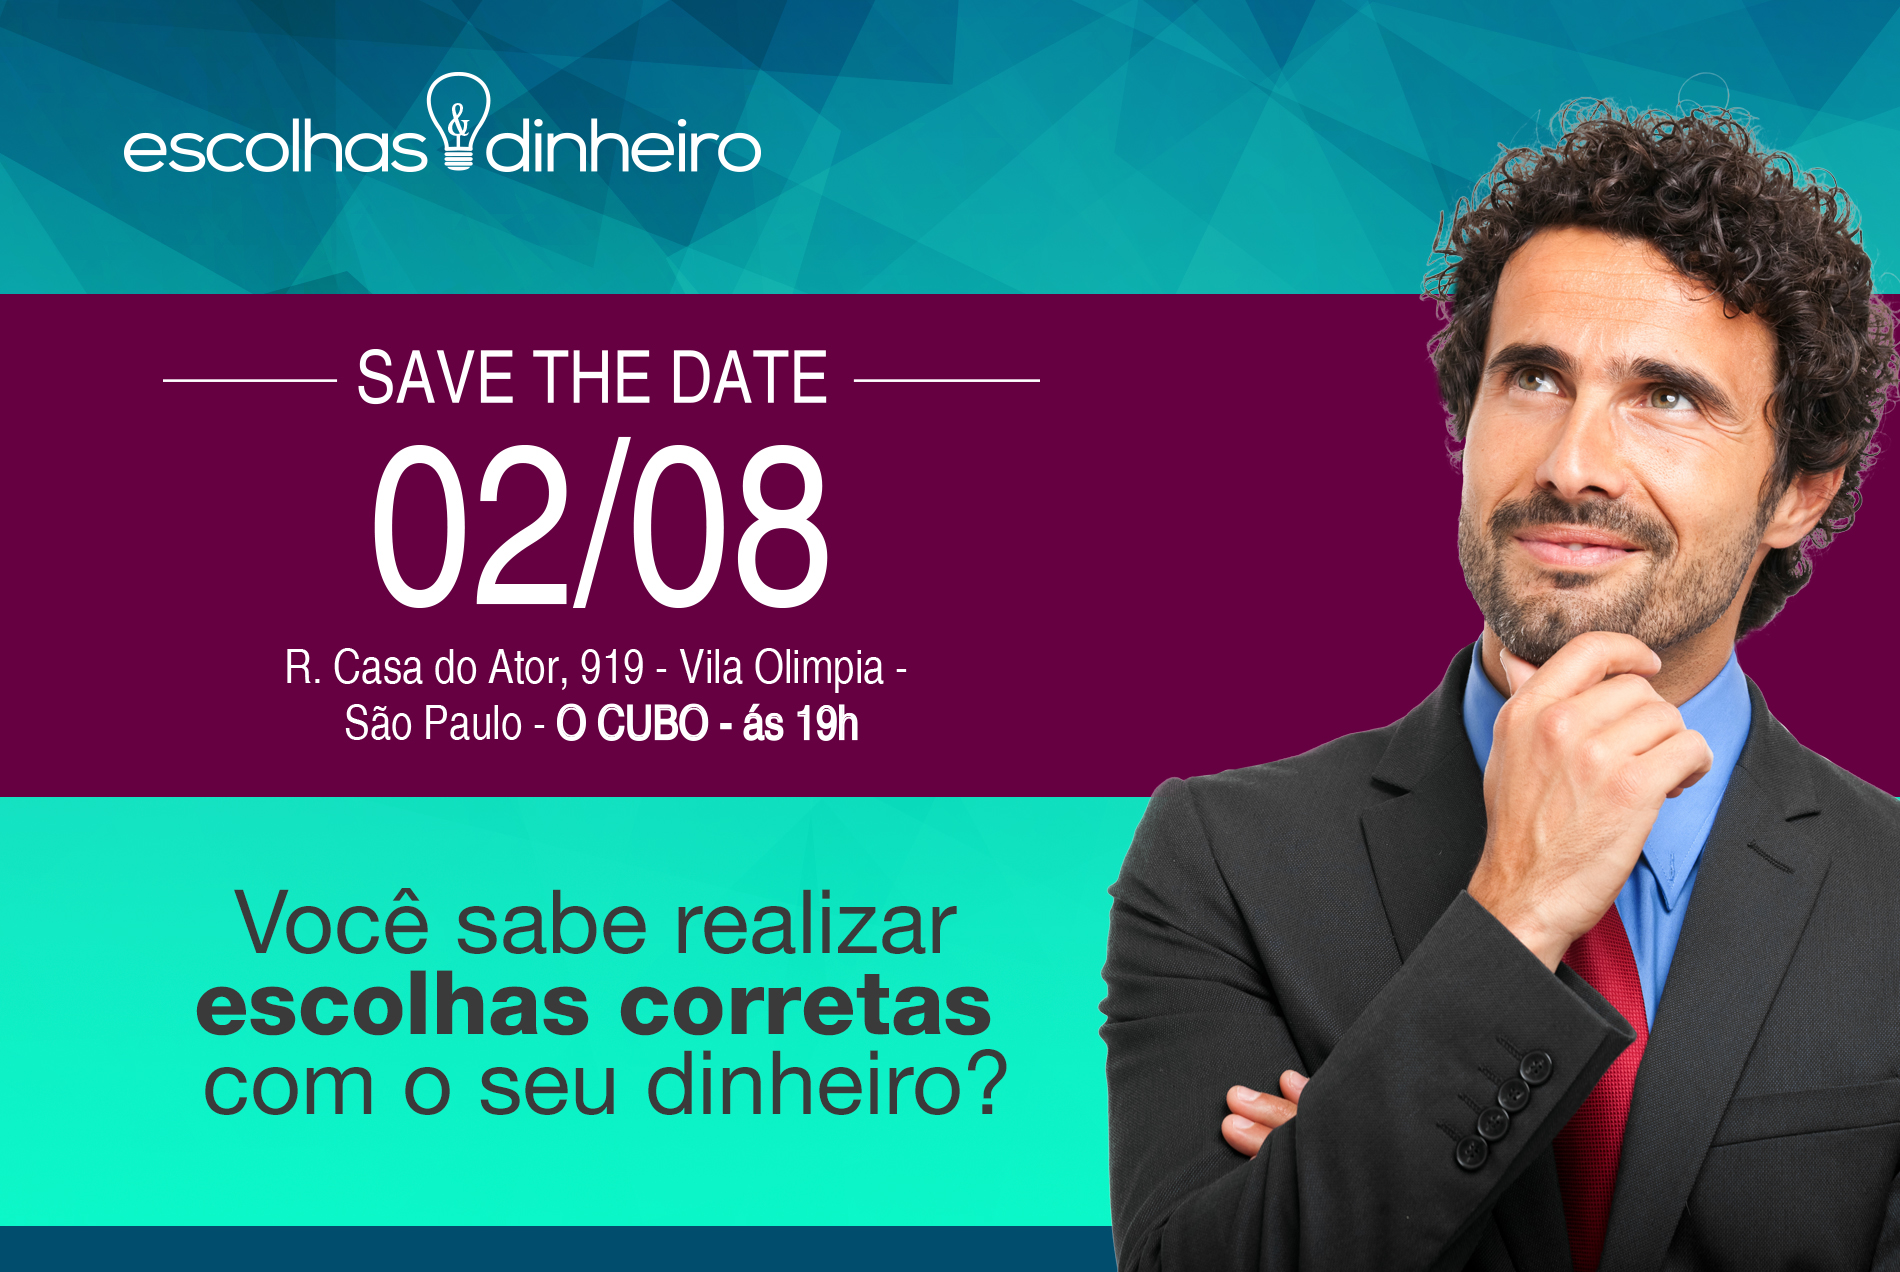 escolhas&dinheiro
SAVE THE DATE
02/08
R. Casa do Ator, 919 - Vila Olimpia -
São Paulo - O CUBO - ás 19h
Você sabe realizar
escolhas corretas
com o seu dinheiro?